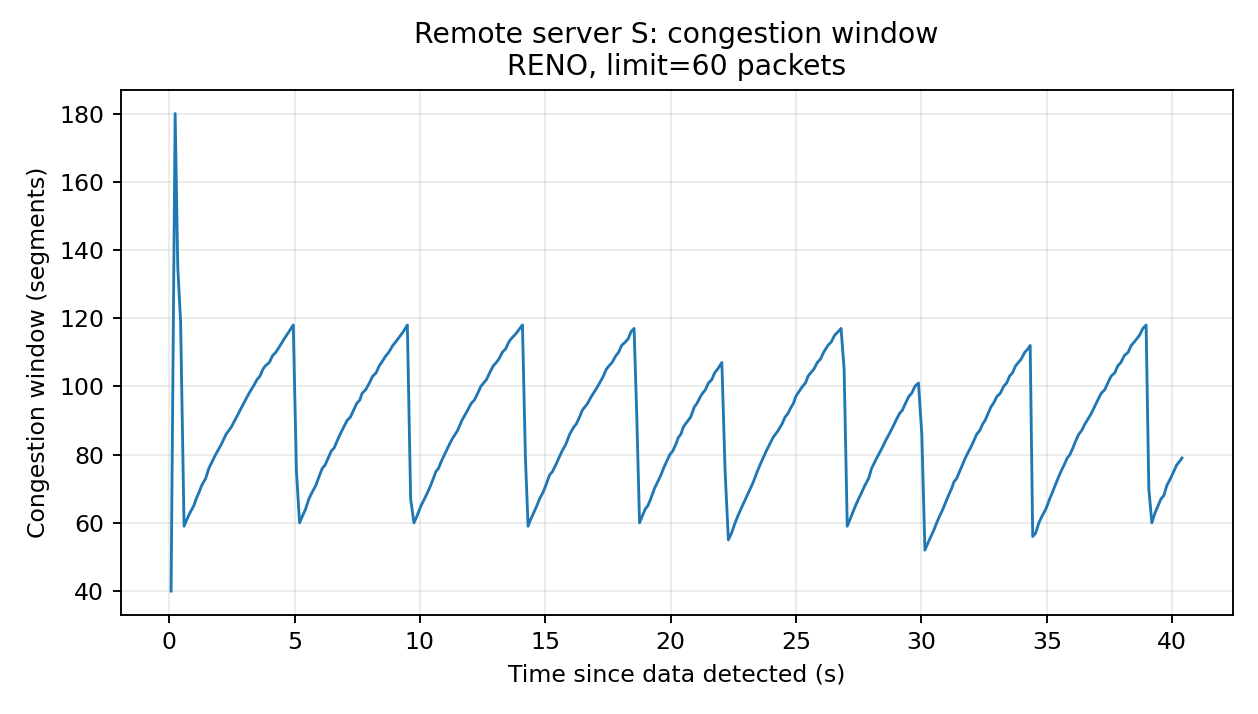 Remote server S: congestion window
RENO, limit=60 packets
Congestion window (segments)
180
160
140
120
100
80
60
40
0 5 10 15 20 25 30 35 40
Time since data detected (s)